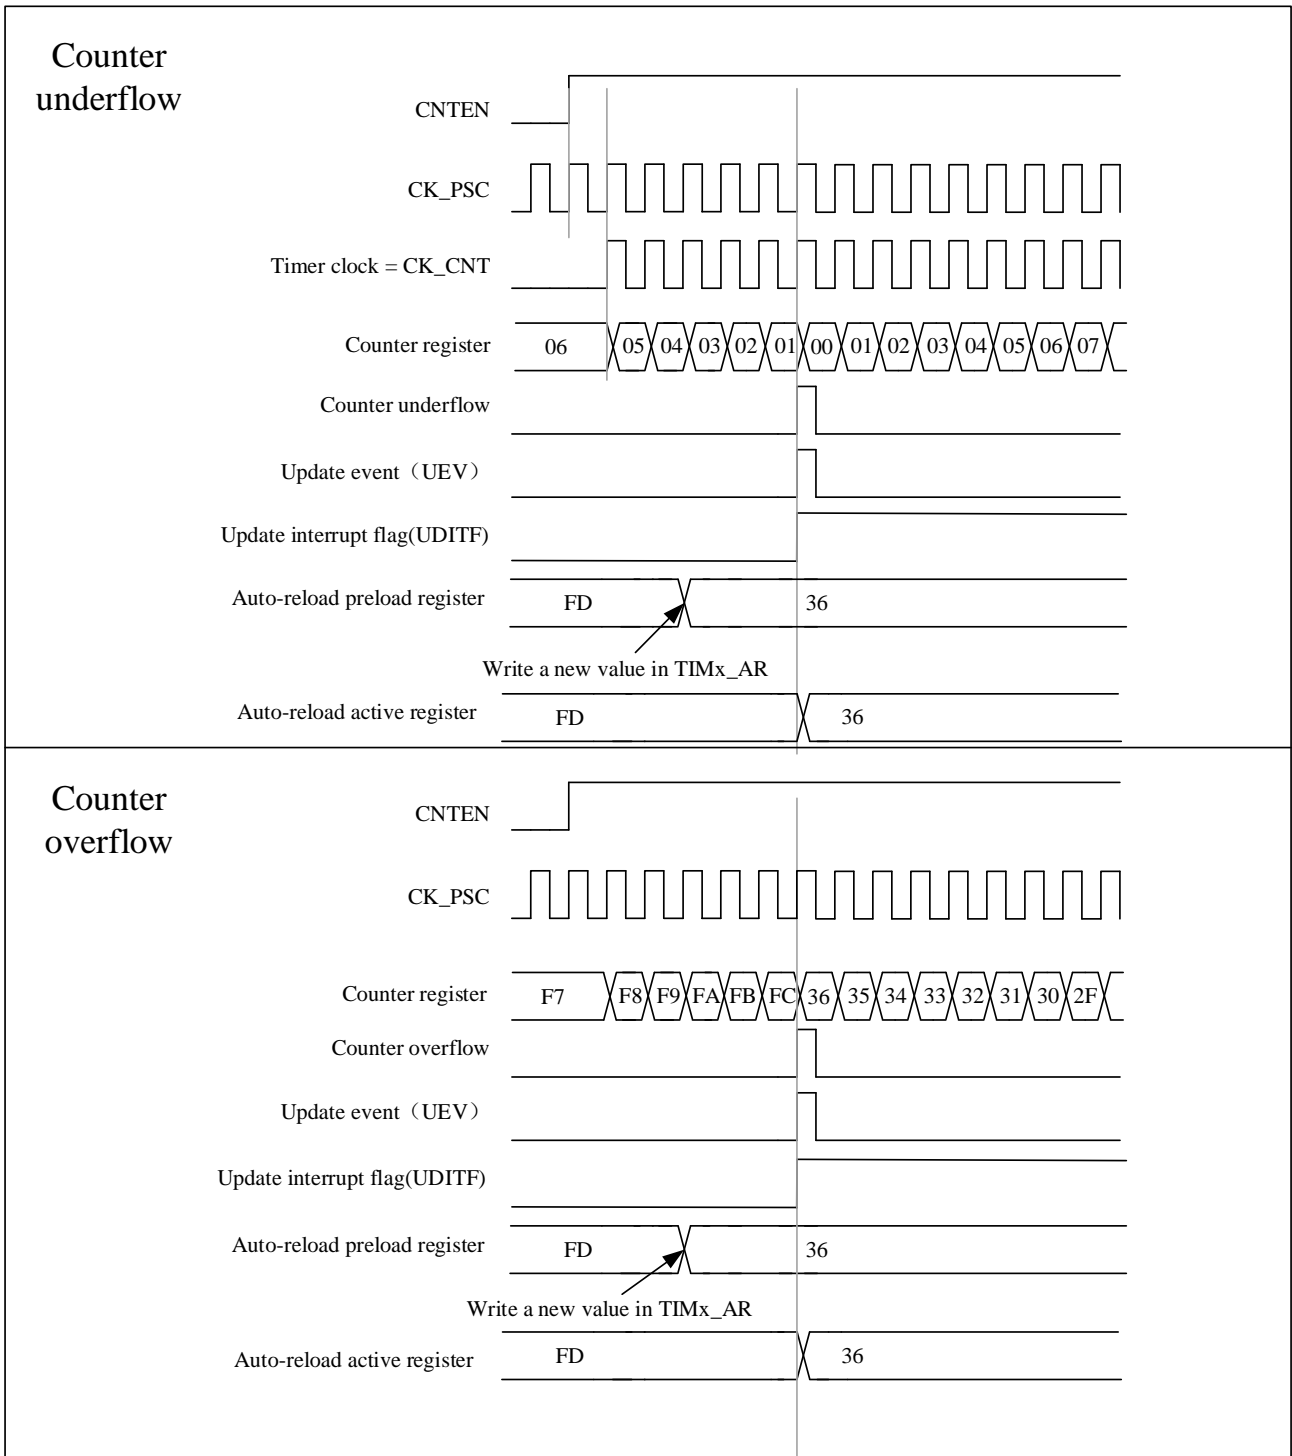 Counter
underflow
CNTEN
CK_PSC
Timer clock = CK_CNT
Counter register 06 05 04 03 02 01 00 01 02 03 04 05 06 07
Counter underflow
Update event（UEV）
Update interrupt flag(UDITF)
Auto-reload preload register FD 36
Write a new value in TIMx_AR
Auto-reload active register FD 36
Counter
overflow
CNTEN
CK_PSC
Counter register F7 F8 F9 FA FB FC 36 35 34 33 32 31 30 2F
Counter overflow
Update event（UEV）
Update interrupt flag(UDITF)
Auto-reload preload register FD 36
Write a new value in TIMx_AR
Auto-reload active register FD 36